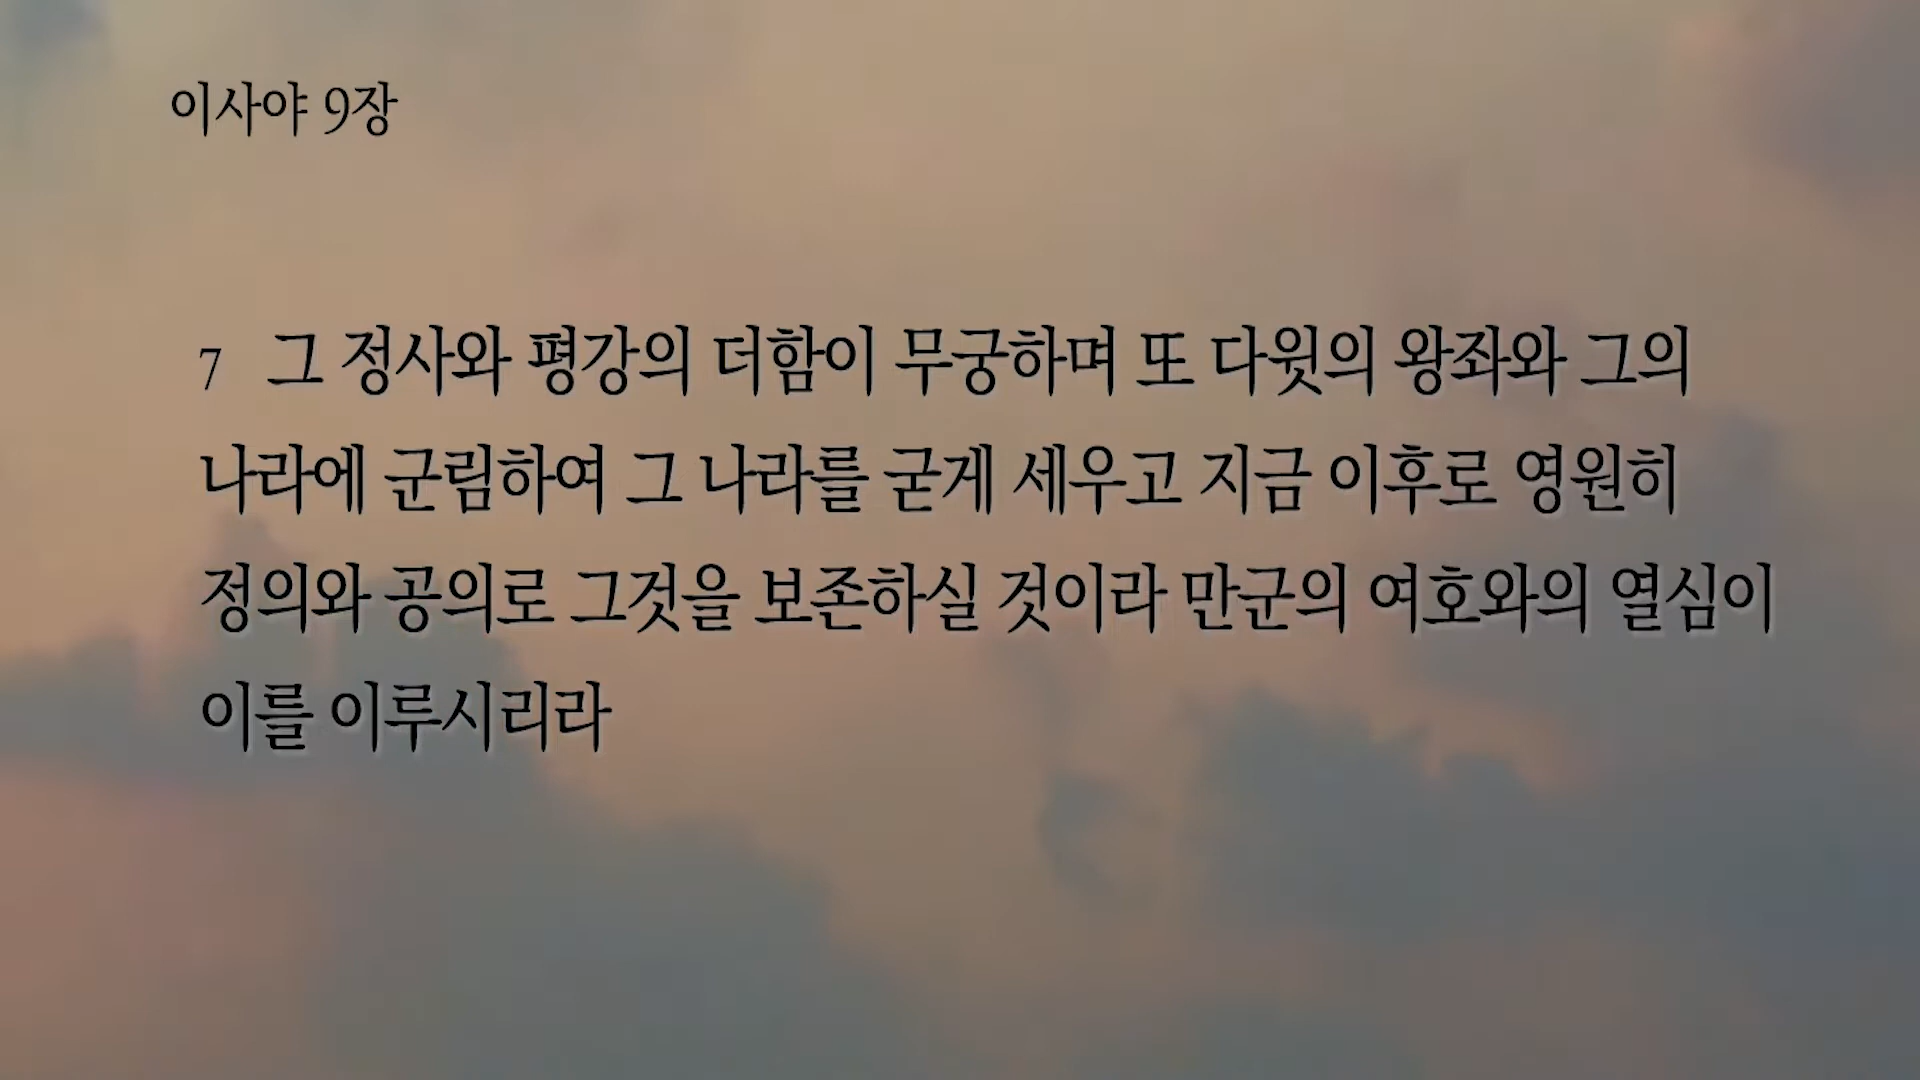 이사야 9장
7 그 정사와 평강의 더함이 무궁하며 또 다윗의 왕좌와 그의
나라에 군림하여 그 나라를 굳게 세우고 지금 이후로 영원히
정의와 공의로 그것을 보존하실 것이라 만군의 여호와의 열심이
이를 이루시리라